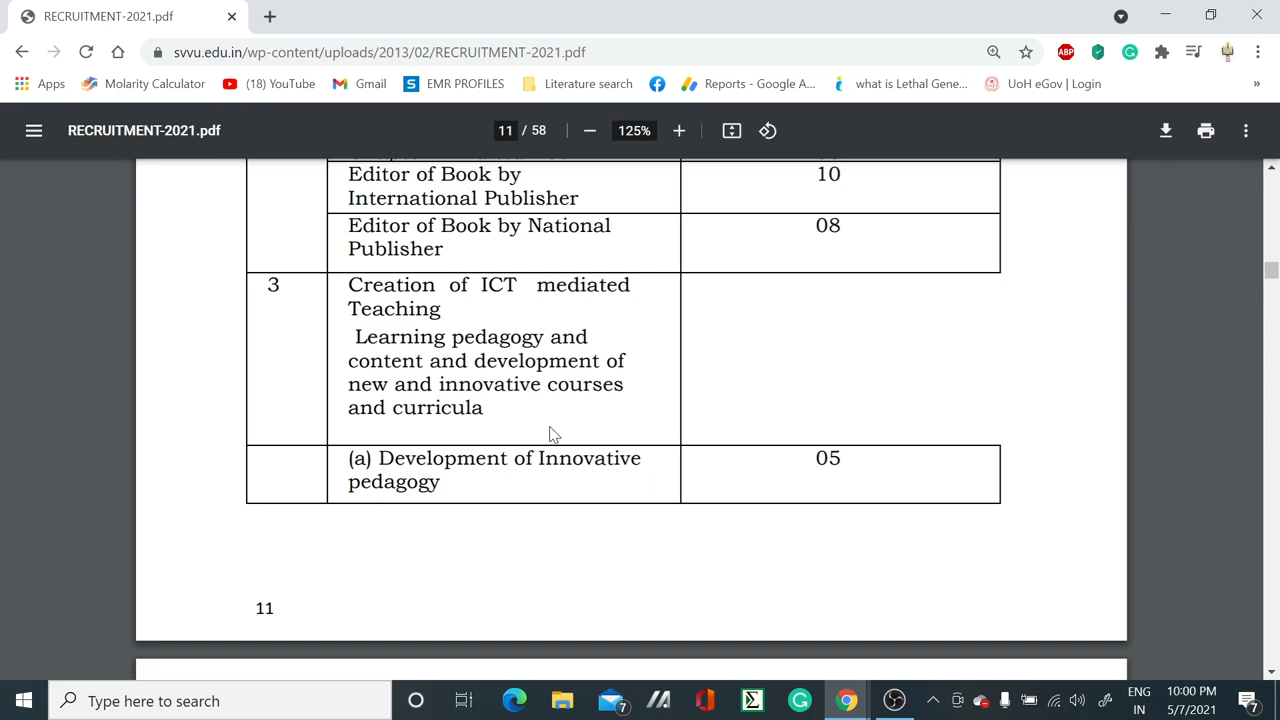 RECRUITMENT-2021.pdf
svvu.edu.in/wp-content/uploads/2013/02/RECRUITMENT-2021.pdf
ABP
Apps
Molarity Calculator
(18) YouTube
Gmail
EMR PROFILES
Literature search
Reports - Google A...
what is Lethal Gene...
UoH eGov | Login
»
RECRUITMENT-2021.pdf
11 / 58
125%
Editor of Book by
International Publisher
10
Editor of Book by National
Publisher
08
3
Creation of ICT mediated
Teaching
Learning pedagogy and
content and development of
new and innovative courses
and curricula
(a) Development of Innovative
pedagogy
05
11
Type here to search
7
ENG
IN
10:00 PM
5/7/2021
7